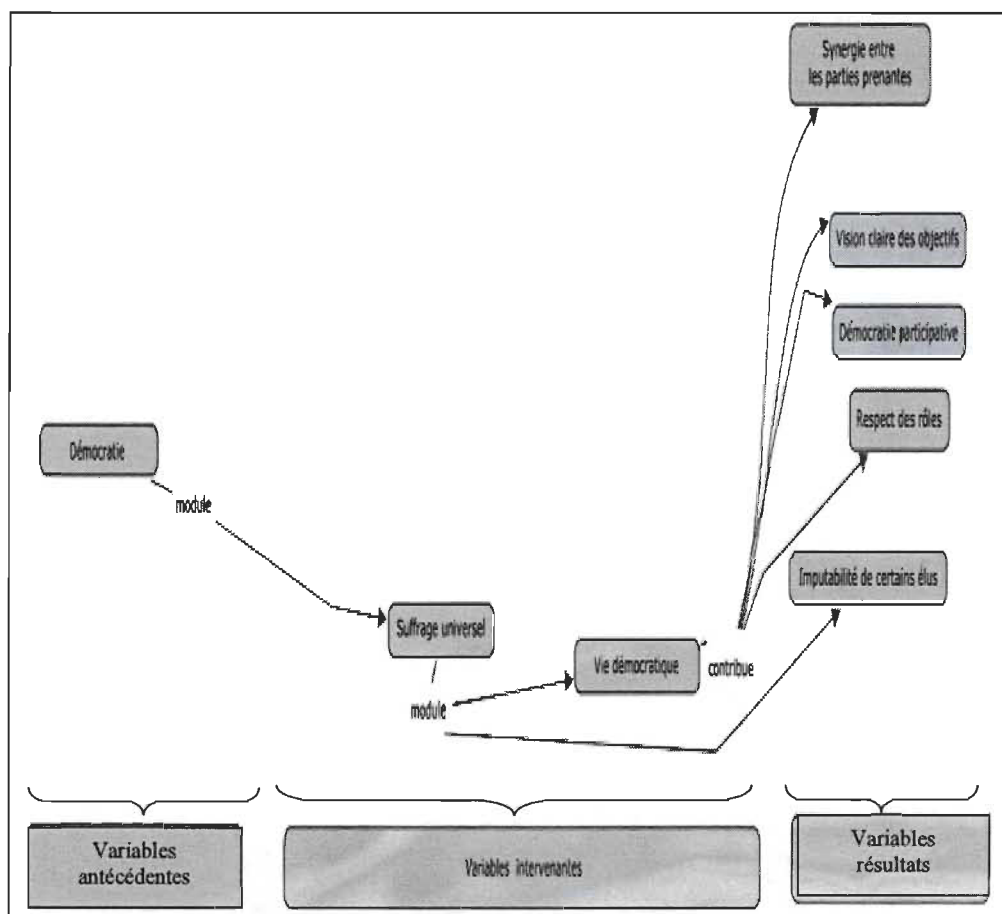 Synergie entre
les parties prenantes
Vision claire des objectifs
Démocratie participative
Respect des rôles
Démocratie
module
Imputabilité de certains élus
Suffrage universel
Vie démocratique
contribue
module
Variables
antécédentes
Variables intervenantes
Variables
résultats